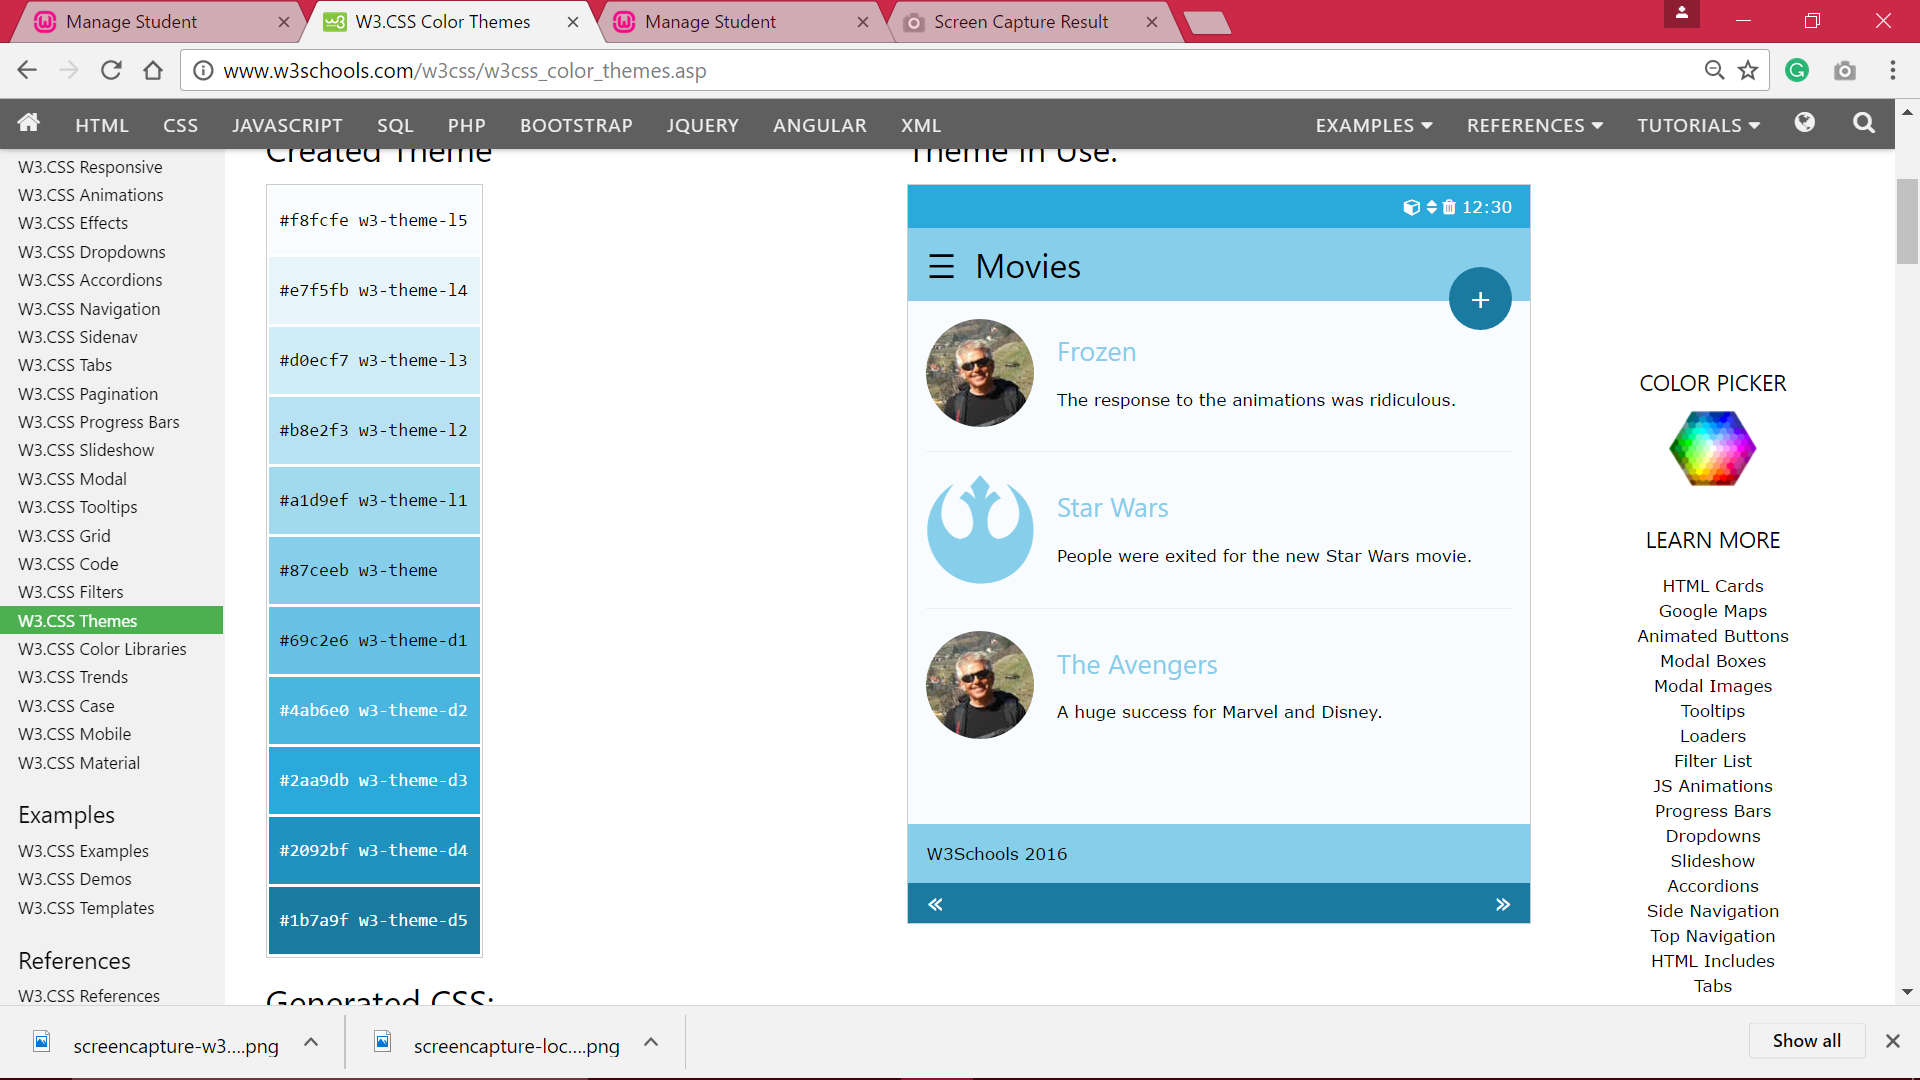 Manage Student
W3.CSS Color Themes
Manage Student
Screen Capture Result
www.w3schools.com/w3css/w3css_color_themes.asp
HTML CSS JAVASCRIPT SQL PHP BOOTSTRAP JQUERY ANGULAR XML EXAMPLES REFERENCES TUTORIALS
W3.CSS Responsive
W3.CSS Animations
W3.CSS Effects
W3.CSS Dropdowns
W3.CSS Accordions
W3.CSS Navigation
W3.CSS Sidenav
W3.CSS Tabs
W3.CSS Pagination
W3.CSS Progress Bars
W3.CSS Slideshow
W3.CSS Modal
W3.CSS Tooltips
W3.CSS Grid
W3.CSS Code
W3.CSS Filters
W3.CSS Themes
W3.CSS Color Libraries
W3.CSS Trends
W3.CSS Case
W3.CSS Mobile
W3.CSS Material
Examples
W3.CSS Examples
W3.CSS Demos
W3.CSS Templates
References
W3.CSS References
Created Theme
#f8fcfe w3-theme-l5
#e7f5fb w3-theme-l4
#d0ecf7 w3-theme-l3
#b8e2f3 w3-theme-l2
#a1d9ef w3-theme-l1
#87ceeb w3-theme
#69c2e6 w3-theme-d1
#4ab6e0 w3-theme-d2
#2aa9db w3-theme-d3
#2092bf w3-theme-d4
#1b7a9f w3-theme-d5
Generated CSS:
Theme In Use:
12:30
☰ Movies
+
Frozen
The response to the animations was ridiculous.
Star Wars
People were exited for the new Star Wars movie.
The Avengers
A huge success for Marvel and Disney.
W3Schools 2016
« »
COLOR PICKER
LEARN MORE
HTML Cards
Google Maps
Animated Buttons
Modal Boxes
Modal Images
Tooltips
Loaders
Filter List
JS Animations
Progress Bars
Dropdowns
Slideshow
Accordions
Side Navigation
Top Navigation
HTML Includes
Tabs
screencapture-w3....png
screencapture-loc....png
Show all